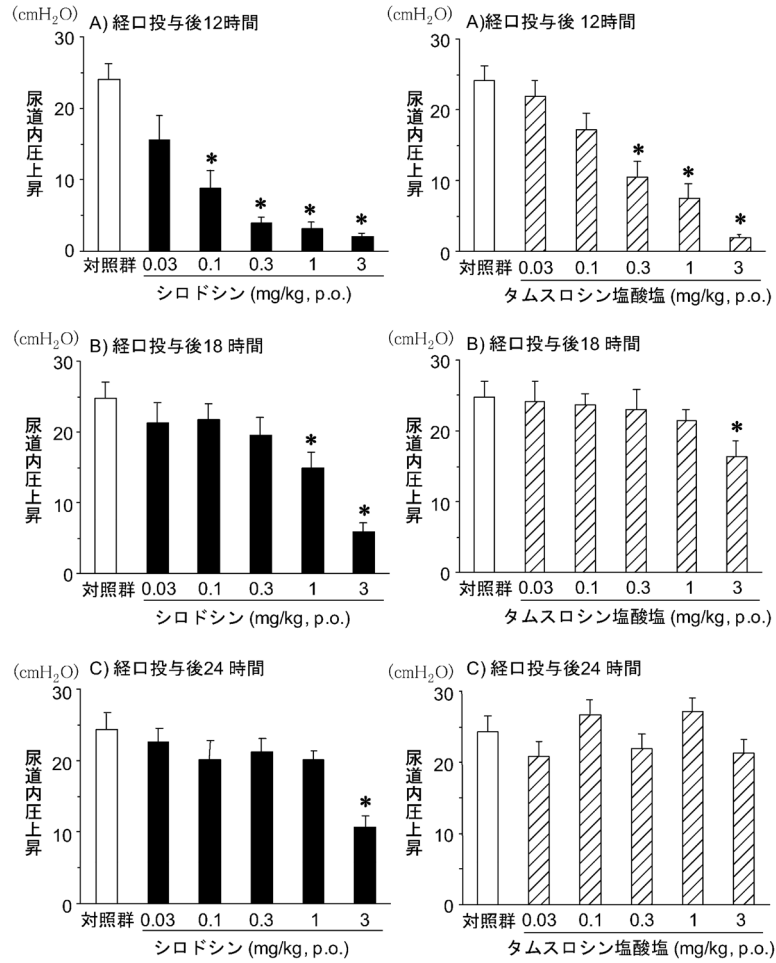 (cmH₂O) A) 経口投与後12時間
30
20
10
0
尿道内圧上昇
*
*
*
*
対照群 0.03 0.1 0.3 1 3
シロドシン (mg/kg, p.o.)
(cmH₂O) A)経口投与後 12時間
30
20
10
0
尿道内圧上昇
*
*
*
対照群 0.03 0.1 0.3 1 3
タムスロシン塩酸塩 (mg/kg, p.o.)
(cmH₂O) B) 経口投与後18 時間
30
20
10
0
尿道内圧上昇
*
*
対照群 0.03 0.1 0.3 1 3
シロドシン (mg/kg, p.o.)
(cmH₂O) B) 経口投与後18 時間
30
20
10
0
尿道内圧上昇
*
対照群 0.03 0.1 0.3 1 3
タムスロシン塩酸塩 (mg/kg, p.o.)
(cmH₂O) C) 経口投与後24 時間
30
20
10
0
尿道内圧上昇
*
対照群 0.03 0.1 0.3 1 3
シロドシン (mg/kg, p.o.)
(cmH₂O) C) 経口投与後24 時間
30
20
10
0
尿道内圧上昇
対照群 0.03 0.1 0.3 1 3
タムスロシン塩酸塩 (mg/kg, p.o.)